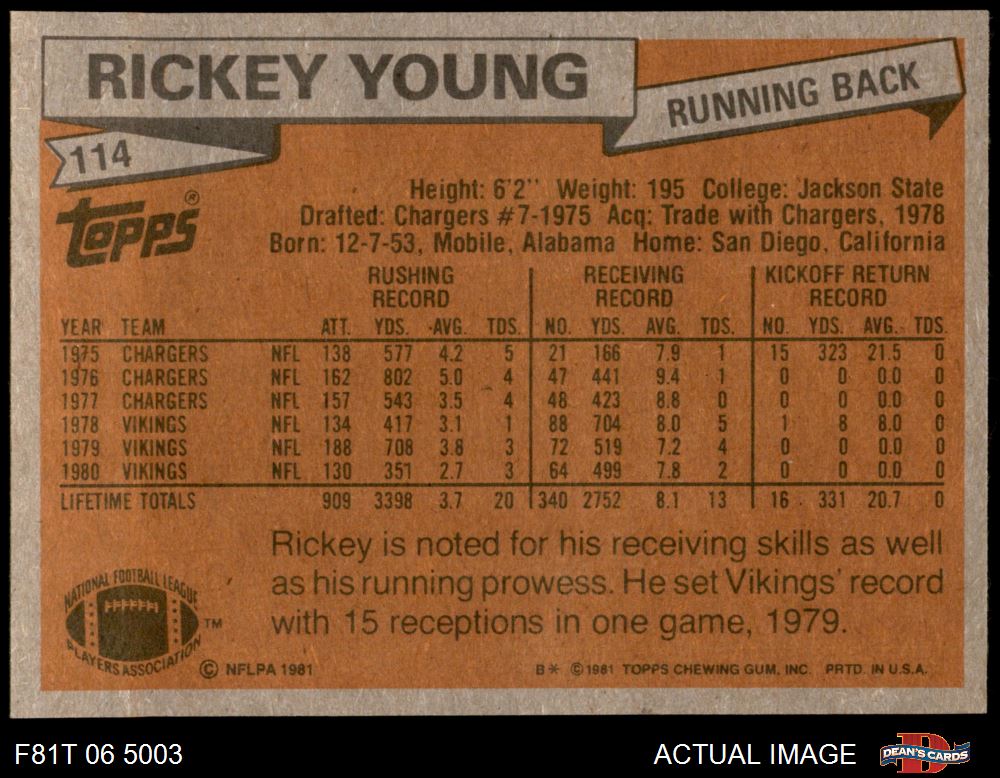 RICKEY YOUNG
RUNNING BACK
114
TOPPS®
Height: 6'2'' Weight: 195 College: Jackson State
Drafted: Chargers #7-1975 Acq: Trade with Chargers, 1978
Born: 12-7-53, Mobile, Alabama Home: San Diego, California
RUSHING RECORD RECEIVING RECORD KICKOFF RETURN RECORD
YEAR TEAM ATT. YDS. AVG. TDS. NO. YDS. AVG. TDS. NO. YDS. AVG. TDS.
1975 CHARGERS NFL 138 577 4.2 5 21 166 7.9 1 15 323 21.5 0
1976 CHARGERS NFL 162 802 5.0 4 47 441 9.4 1 0 0 0.0 0
1977 CHARGERS NFL 157 543 3.5 4 48 423 8.8 0 0 0 0.0 0
1978 VIKINGS NFL 134 417 3.1 1 88 704 8.0 5 1 8 8.0 0
1979 VIKINGS NFL 188 708 3.8 3 72 519 7.2 4 0 0 0.0 0
1980 VIKINGS NFL 130 351 2.7 3 64 499 7.8 2 0 0 0.0 0
LIFETIME TOTALS 909 3398 3.7 20 340 2752 8.1 13 16 331 20.7 0
Rickey is noted for his receiving skills as well
as his running prowess. He set Vikings' record
with 15 receptions in one game, 1979.
NATIONAL FOOTBALL LEAGUE
PLAYERS ASSOCIATION
TM
© NFLPA 1981
B* © 1981 TOPPS CHEWING GUM, INC. PRTD. IN U.S.A.
F81T 06 5003
ACTUAL IMAGE
D
DEAN'S CARDS